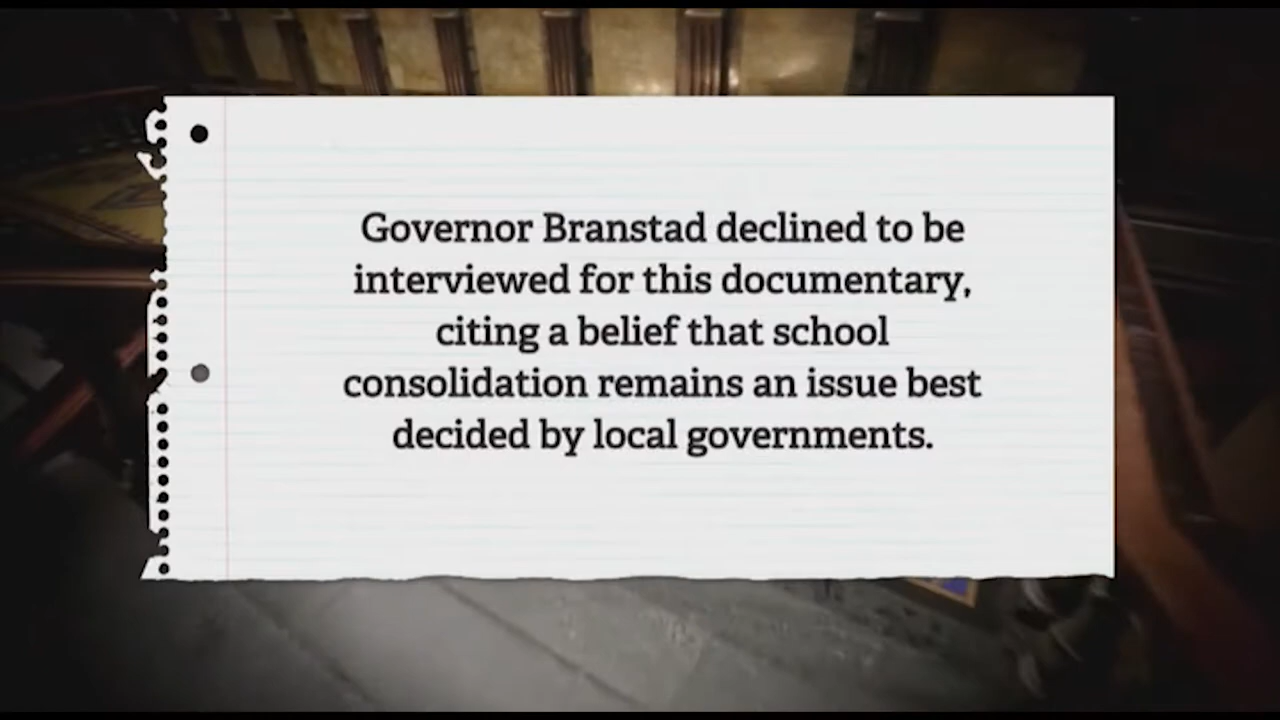 Governor Branstad declined to be
interviewed for this documentary,
citing a belief that school
consolidation remains an issue best
decided by local governments.